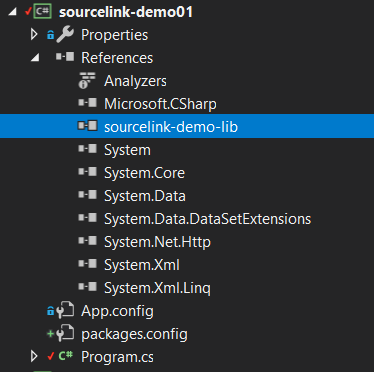 sourcelink-demo01
Properties
References
Analyzers
Microsoft.CSharp
sourcelink-demo-lib
System
System.Core
System.Data
System.Data.DataSetExtensions
System.Net.Http
System.Xml
System.Xml.Linq
App.config
packages.config
C# Program.cs